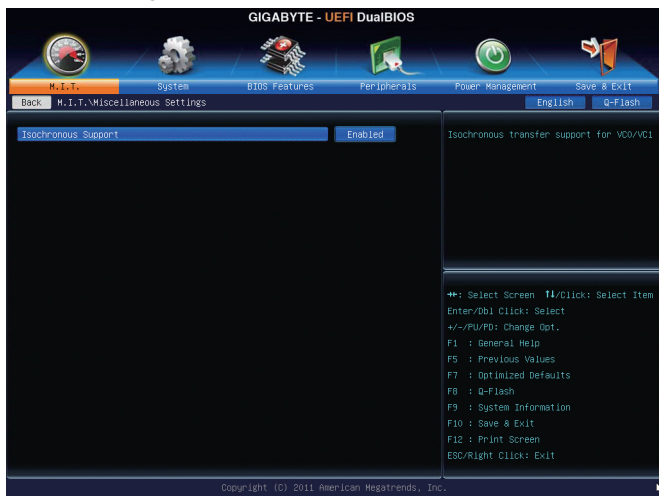 GIGABYTE - UEFI DualBIOS
M.I.T.
System
BIOS Features
Peripherals
Power Management
Save & Exit
Back M.I.T.\Miscellaneous Settings
English
Q-Flash
Isochronous Support
Enabled
Isochronous transfer support for VC0/VC1
→←: Select Screen ↑↓/Click: Select Item
Enter/Dbl Click: Select
+/-/PU/PD: Change Opt.
F1 : General Help
F5 : Previous Values
F7 : Optimized Defaults
F8 : Q-Flash
F9 : System Information
F10 : Save & Exit
F12 : Print Screen
ESC/Right Click: Exit
Copyright (C) 2011 American Megatrends, Inc.